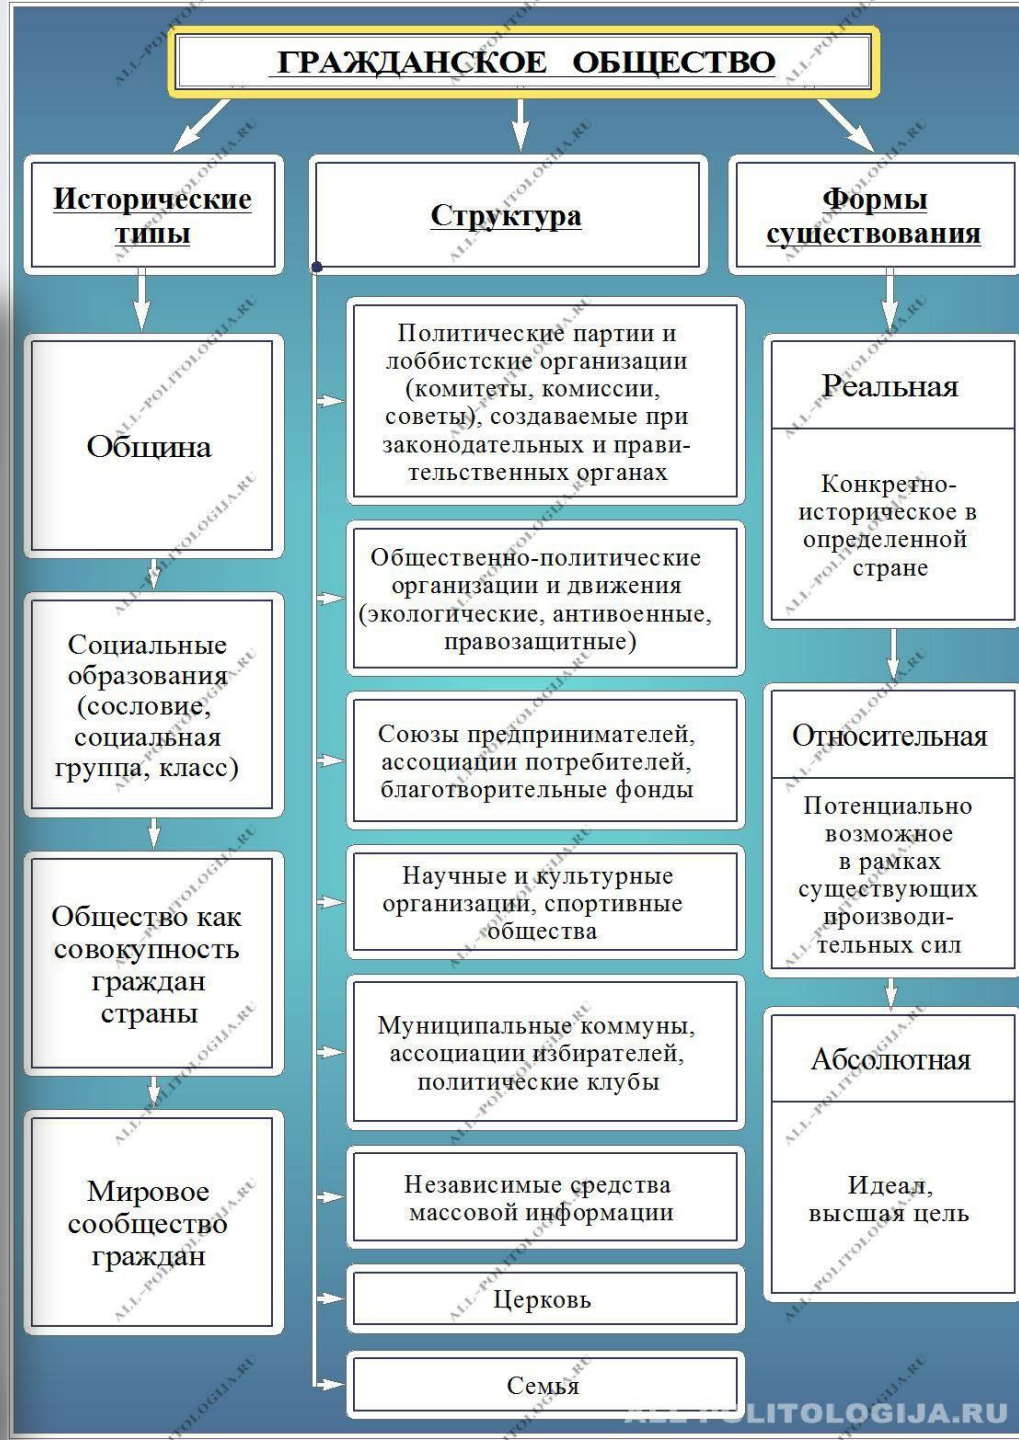 ГРАЖДАНСКОЕ ОБЩЕСТВО
Исторические
типы
Община
Социальные
образования
(сословие,
социальная
группа, класс)
Общество как
совокупность
граждан
страны
Мировое
сообщество
граждан
Структура
Политические партии и
лоббистские организации
(комитеты, комиссии,
советы), создаваемые при
законодательных и прави-
тельственных органах
Общественно-политические
организации и движения
(экологические, антивоенные,
правозащитные)
Союзы предпринимателей,
ассоциации потребителей,
благотворительные фонды
Научные и культурные
организации, спортивные
общества
Муниципальные коммуны,
ассоциации избирателей,
политические клубы
Независимые средства
массовой информации
Церковь
Семья
Формы
существования
Реальная
Конкретно-
историческое в
определенной
стране
Относительная
Потенциально
возможное
в рамках
существующих
производи-
тельных сил
Абсолютная
Идеал,
высшая цель
ALL-POLITOLOGIJA.RU